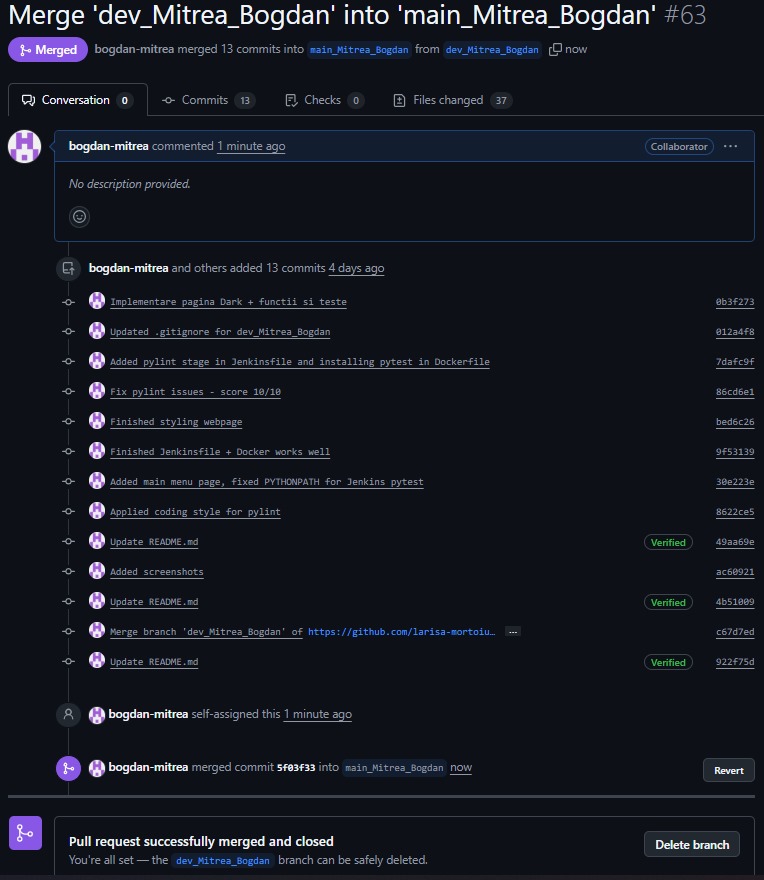 Merge 'dev_Mitrea_Bogdan' into 'main_Mitrea_Bogdan' #63
Merged bogdan-mitrea merged 13 commits into main_Mitrea_Bogdan from dev_Mitrea_Bogdan now
Conversation 0 Commits 13 Checks 0 Files changed 37
bogdan-mitrea commented 1 minute ago Collaborator ...
No description provided.
bogdan-mitrea and others added 13 commits 4 days ago
Implementare pagina Dark + functii si teste 0b3f273
Updated .gitignore for dev_Mitrea_Bogdan 012a4f8
Added pylint stage in Jenkinsfile and installing pytest in Dockerfile 7dafc9f
Fix pylint issues - score 10/10 86cd6e1
Finished styling webpage bed6c26
Finished Jenkinsfile + Docker works well 9f53139
Added main menu page, fixed PYTHONPATH for Jenkins pytest 30e223e
Applied coding style for pylint 8622ce5
Update README.md Verified 49aa69e
Added screenshots ac60921
Update README.md Verified 4b51009
Merge branch 'dev_Mitrea_Bogdan' of https://github.com/larisa-mortoiu… ... c67d7ed
Update README.md Verified 922f75d
bogdan-mitrea self-assigned this 1 minute ago
bogdan-mitrea merged commit 5f03f33 into main_Mitrea_Bogdan now Revert
Pull request successfully merged and closed
You're all set — the dev_Mitrea_Bogdan branch can be safely deleted.
Delete branch